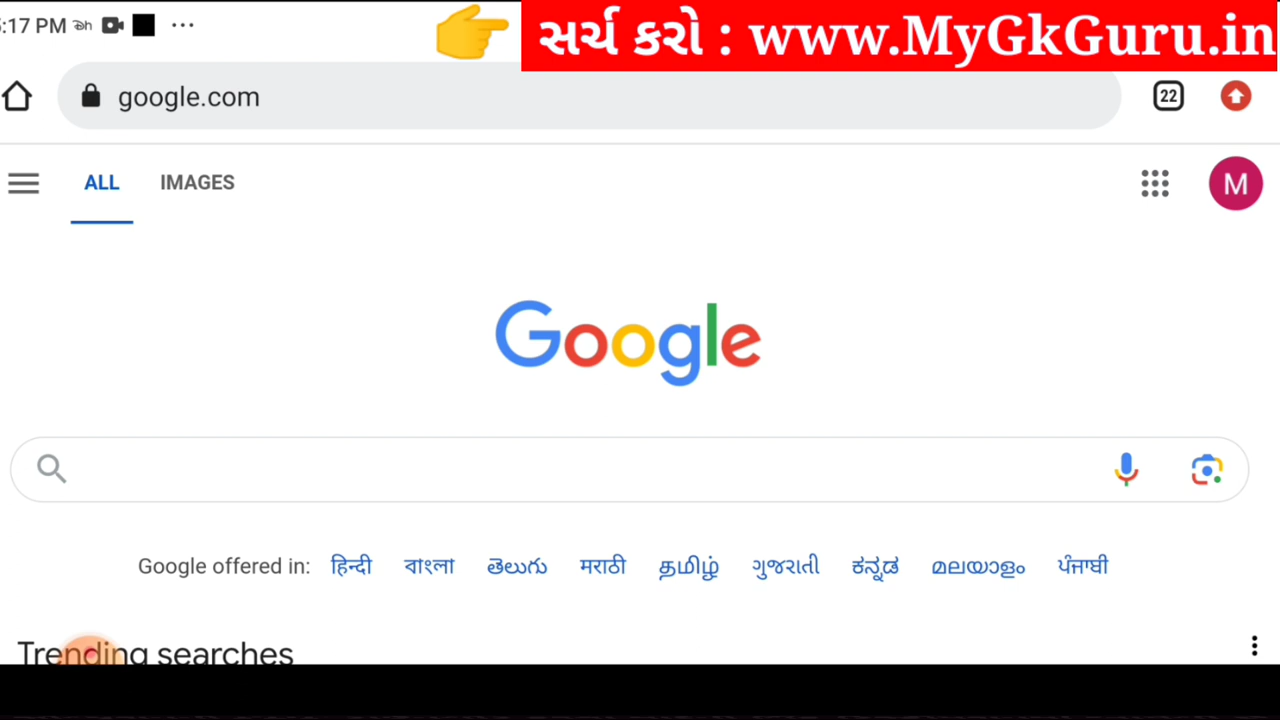 :17 PM
સર્ચ કરો : www.MyGkGuru.in
google.com
22
ALL IMAGES
M
Google
Google offered in: हिन्दी বাংলা తెలుగు मराठी தமிழ் ગુજરાતી ಕನ್ನಡ മലയാളം ਪੰਜਾਬੀ
Trending searches